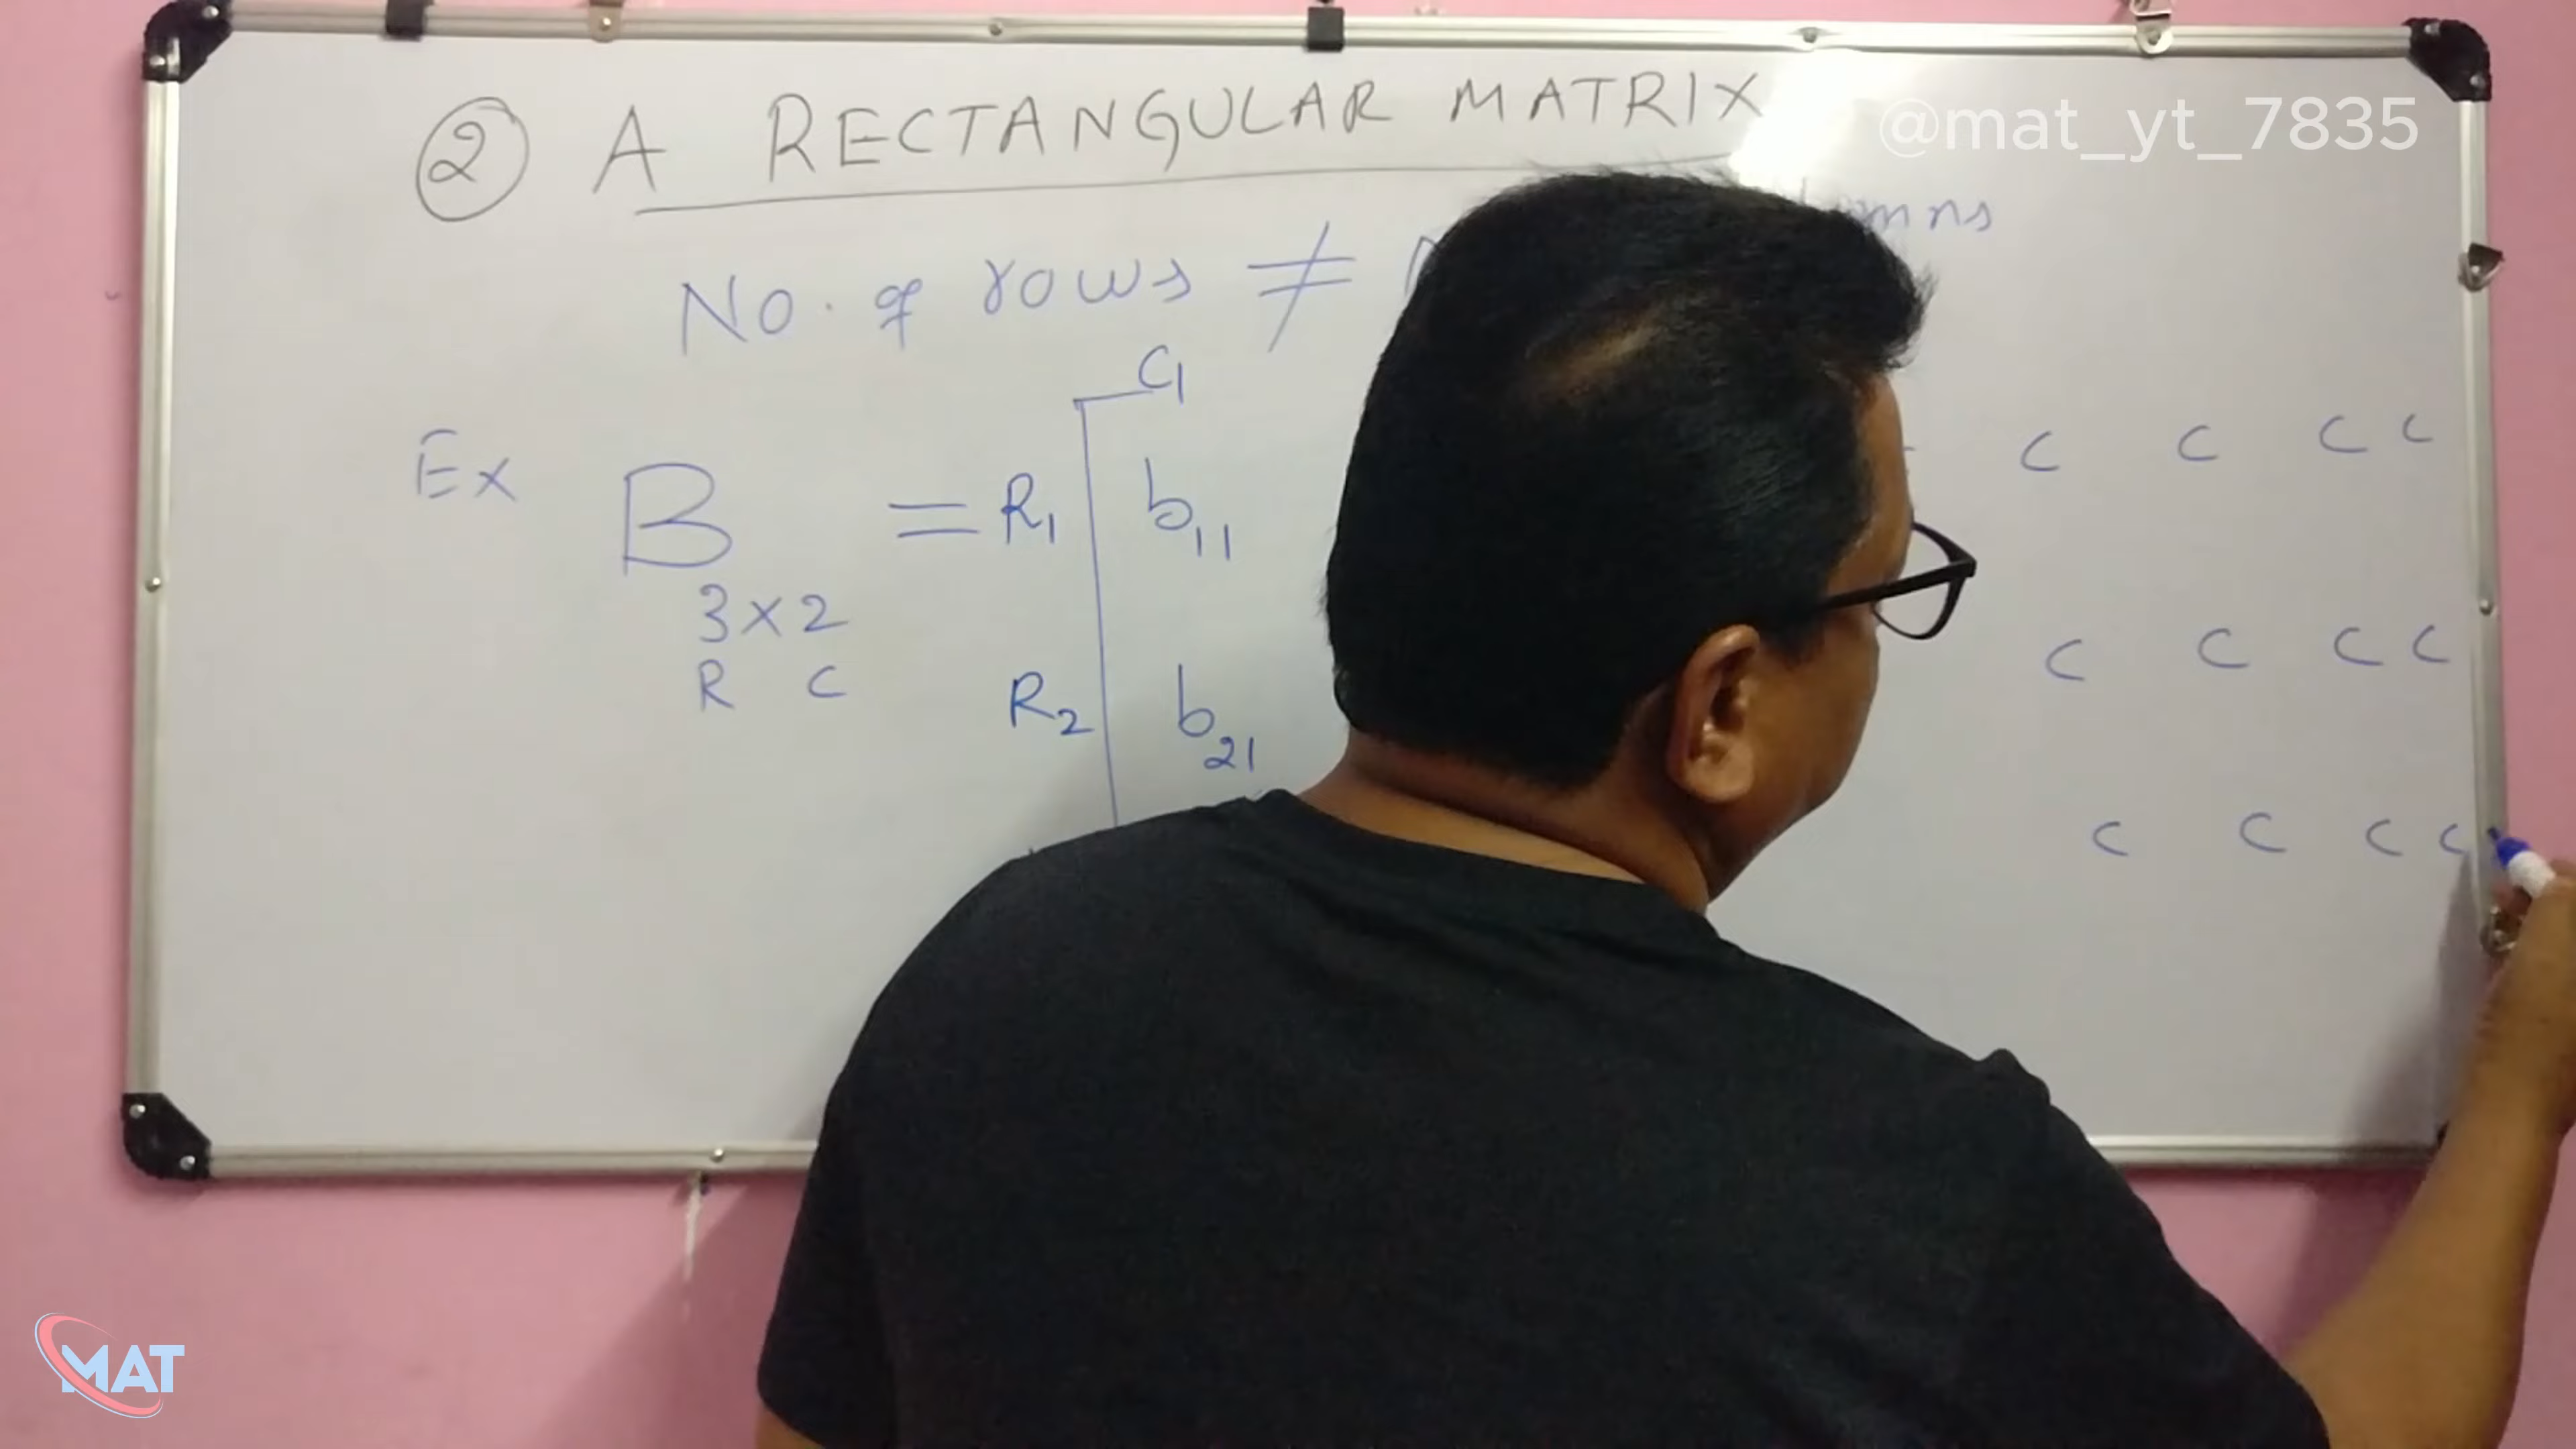 @mat_yt_7835
② A RECTANGULAR MATRIX
No. of rows ≠
C1
Ex B = R1 b11 C C C C
3×2
R C
R2 b21 C C C C
C C C C
MAT